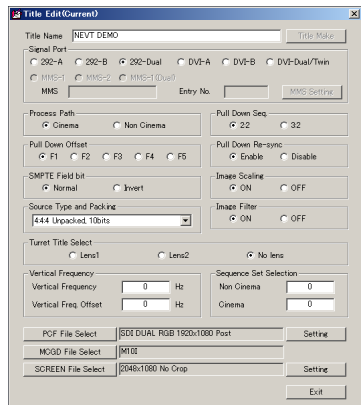 Title Edit(Current)
Title Name NEVT DEMO Title Make
Signal Port
292-A 292-B 292-Dual DVI-A DVI-B DVI-Dual/Twin
MMS-1 MMS-2 MMS-1(Dual)
MMS Entry No. MMS Setting
Process Path
Cinema Non Cinema
Pull Down Seq.
2:2 3:2
Pull Down Offset
F1 F2 F3 F4 F5
Pull Down Re-sync
Enable Disable
SMPTE Field bit
Normal Invert
Image Scaling
ON OFF
Source Type and Packing
4:4:4 Unpacked, 10bits
Image Filter
ON OFF
Turret Title Select
Lens1 Lens2 No lens
Vertical Frequency
Vertical Frequency 0 Hz
Vertical Freq. Offset 0 Hz
Sequence Set Selection
Non Cinema 0
Cinema 0
PCF File Select SDI DUAL RGB 1920x1080 Post Setting
MCGD File Select M10I
SCREEN File Select 2048x1080 No Crop Setting
Exit